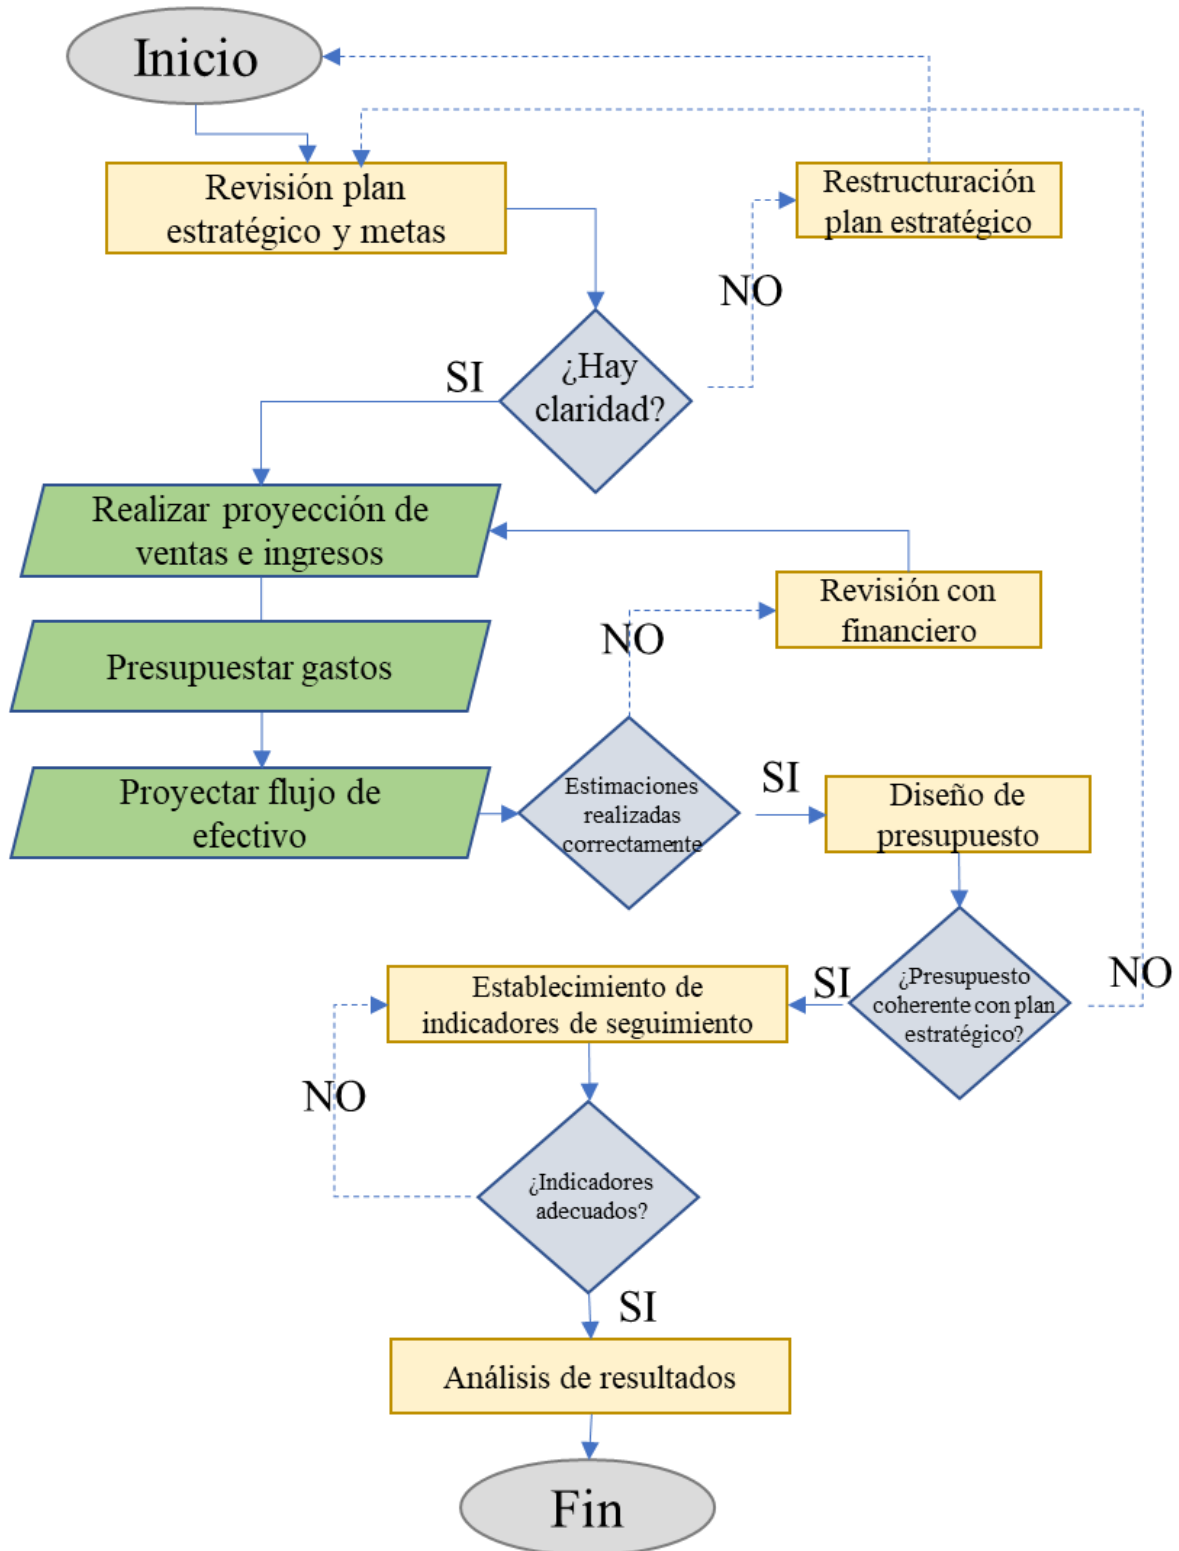 Inicio
Revisión plan
estratégico y metas
Restructuración
plan estratégico
NO
¿Hay
claridad?
SI
Realizar proyección de
ventas e ingresos
Revisión con
financiero
NO
Presupuestar gastos
Proyectar flujo de
efectivo
Estimaciones
realizadas
correctamente
SI
Diseño de
presupuesto
¿Presupuesto
coherente con plan
estratégico?
NO
SI
Establecimiento de
indicadores de seguimiento
NO
¿Indicadores
adecuados?
SI
Análisis de resultados
Fin